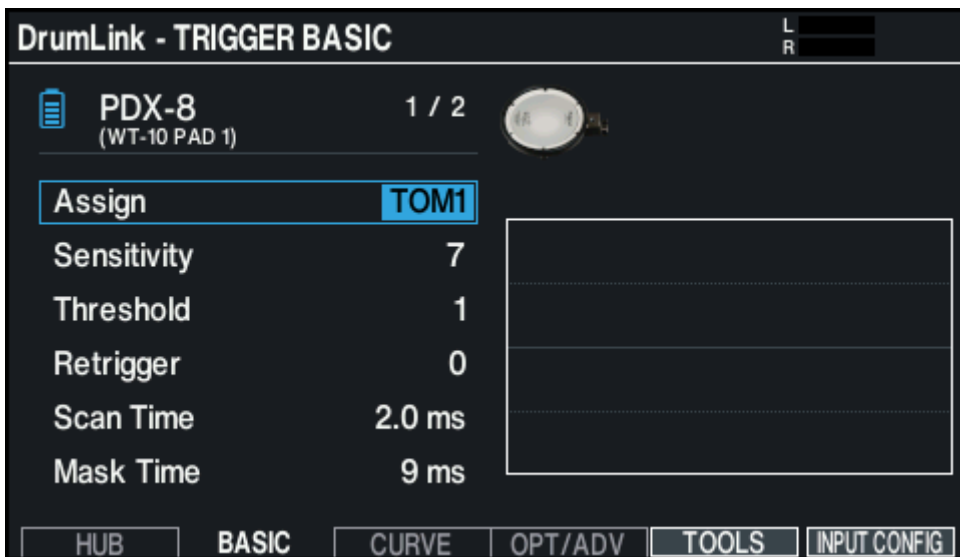 DrumLink - TRIGGER BASIC
L
R
PDX-8 1 / 2
(WT-10 PAD 1)
Assign TOM1
Sensitivity 7
Threshold 1
Retrigger 0
Scan Time 2.0 ms
Mask Time 9 ms
HUB BASIC CURVE OPT/ADV TOOLS INPUT CONFIG